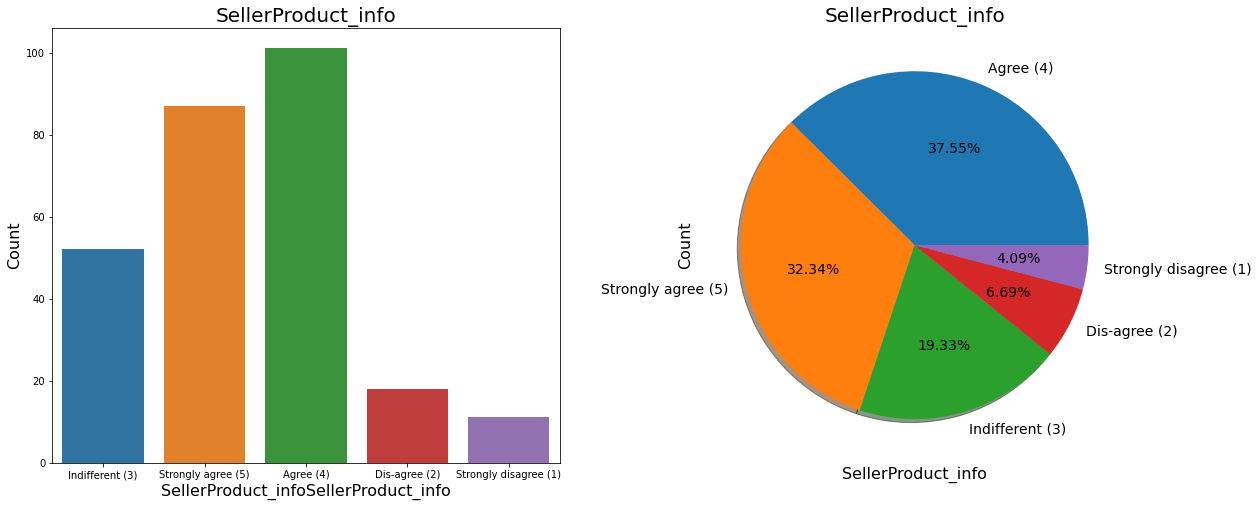 SellerProduct_info
100
80
60
40
20
0
Count
Indifferent (3) Strongly agree (5) Agree (4) Dis-agree (2) Strongly disagree (1)
SellerProduct_infoSellerProduct_info
SellerProduct_info
Agree (4)
37.55%
Strongly agree (5)
32.34%
Indifferent (3)
19.33%
Dis-agree (2)
6.69%
Strongly disagree (1)
4.09%
Count
SellerProduct_info